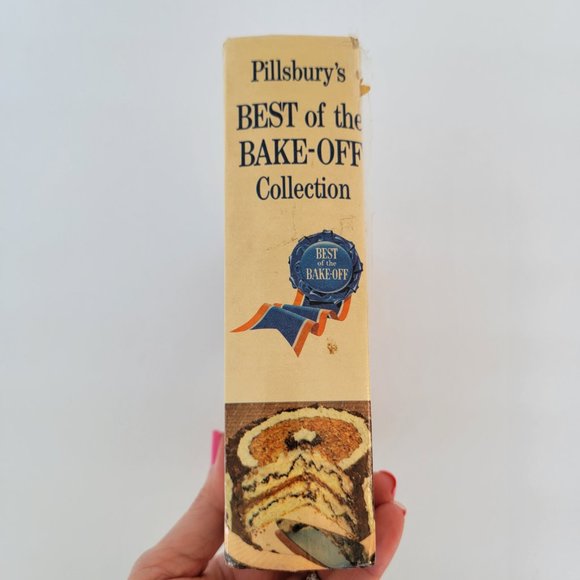 Pillsbury's
BEST of the
BAKE-OFF
Collection
BEST
of the
BAKE-OFF